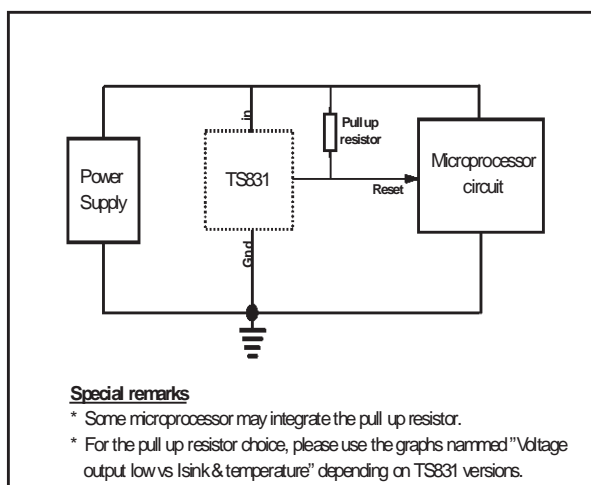 in
Pull up
resistor
Power
Supply
TS831
Microprocessor
circuit
Reset
Gnd
Special remarks
* Some microprocessor may integrate the pull up resistor.
* For the pull up resistor choice, please use the graphs nammed "Voltage
output low vs Isink & temperature" depending on TS831 versions.